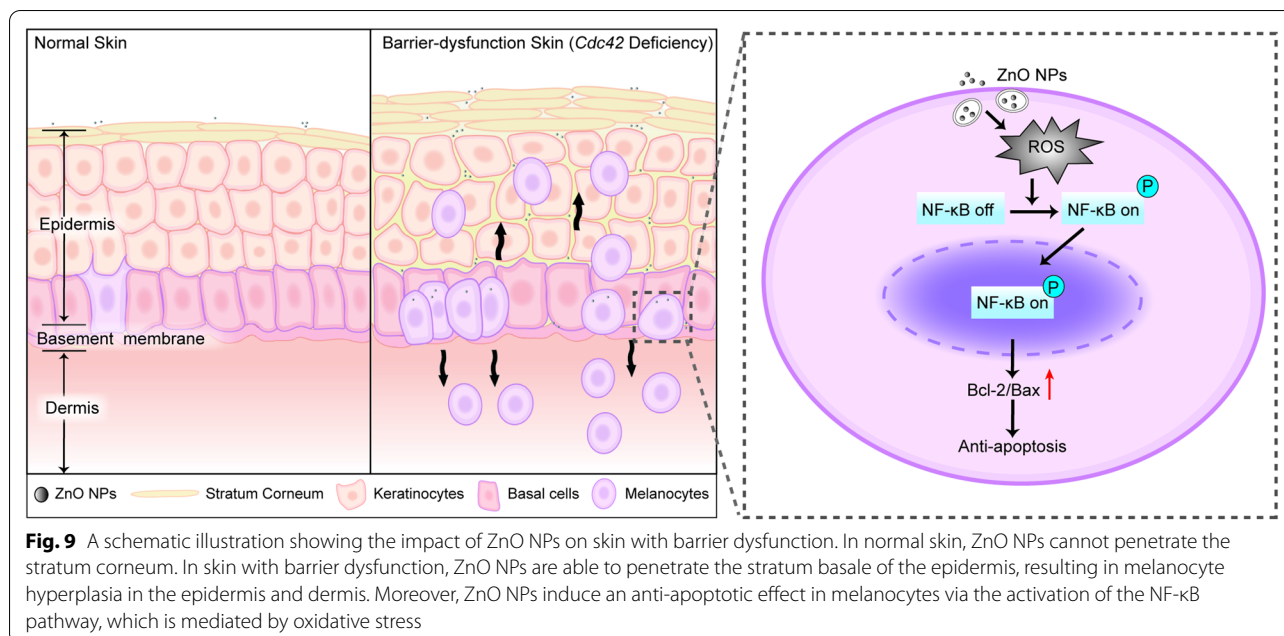 Normal Skin
Barrier-dysfunction Skin (Cdc42 Deficiency)
Epidermis
Basement membrane
Dermis
ZnO NPs
Stratum Corneum
Keratinocytes
Basal cells
Melanocytes
ZnO NPs
ROS
NF-κB off
NF-κB on
P
NF-κB on
P
Bcl-2/Bax
Anti-apoptosis
Fig. 9 A schematic illustration showing the impact of ZnO NPs on skin with barrier dysfunction. In normal skin, ZnO NPs cannot penetrate the
stratum corneum. In skin with barrier dysfunction, ZnO NPs are able to penetrate the stratum basale of the epidermis, resulting in melanocyte
hyperplasia in the epidermis and dermis. Moreover, ZnO NPs induce an anti-apoptotic effect in melanocytes via the activation of the NF-κB
pathway, which is mediated by oxidative stress